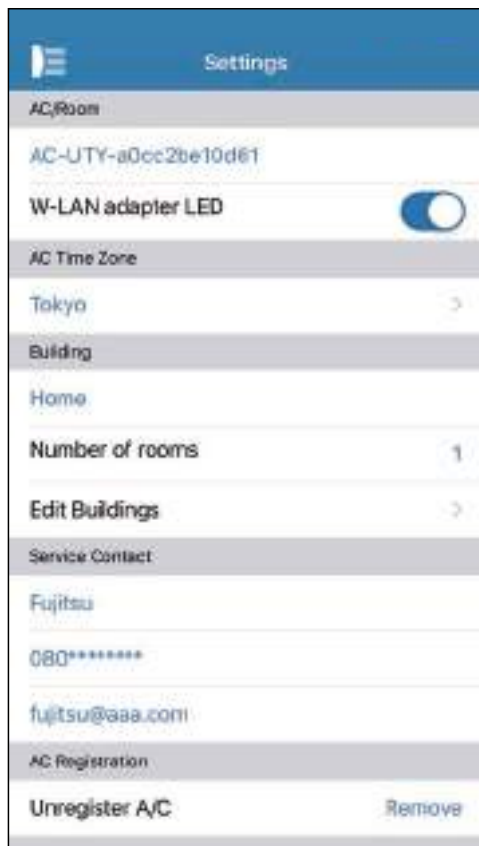 Settings
AC/Room
AC-UTY-a0cc2be10d61
W-LAN adapter LED
AC Time Zone
Tokyo
Building
Home
Number of rooms 1
Edit Buildings
Service Contact
Fujitsu
080********
fujitsu@aaa.com
AC Registration
Unregister A/C Remove